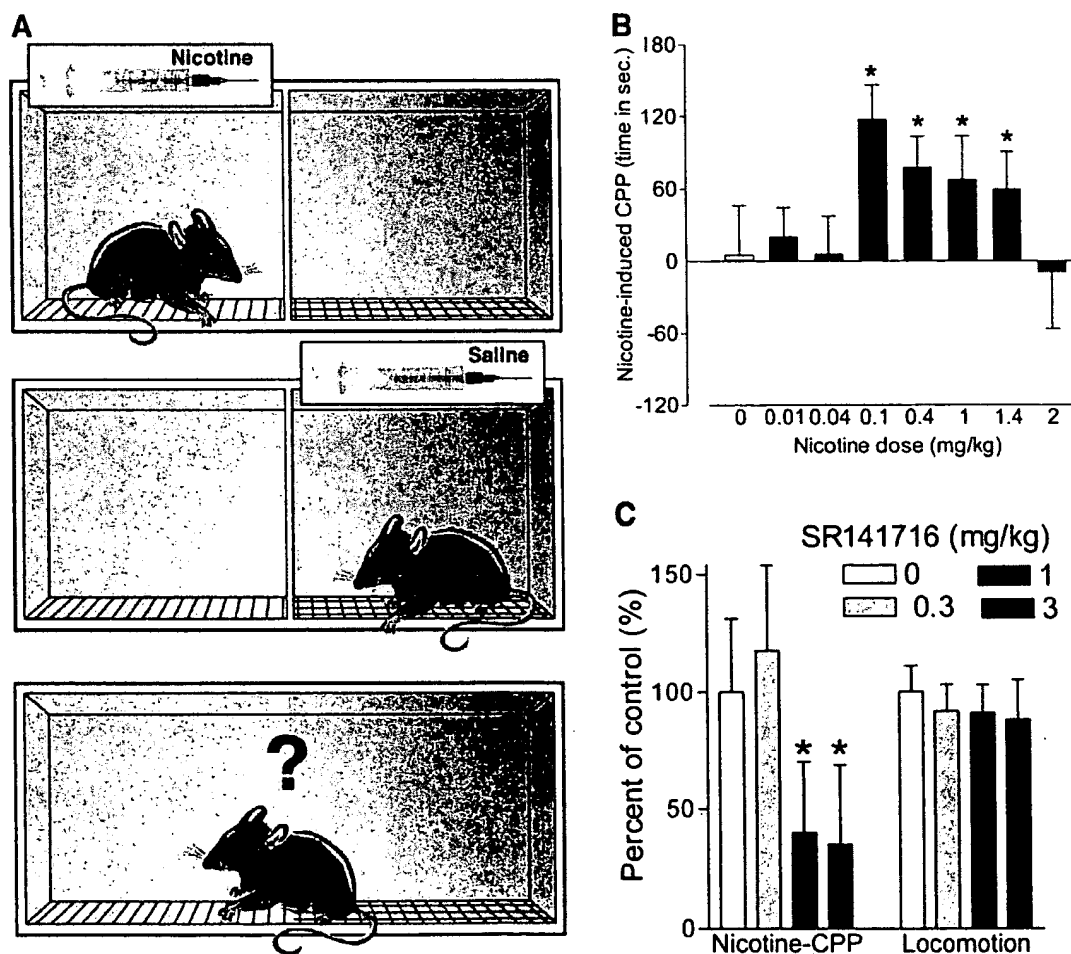 A
Nicotine
Saline
?
B
Nicotine-induced CPP (time in sec.)
180
120
60
0
-60
-120
* * * *
0 0.01 0.04 0.1 0.4 1 1.4 2
Nicotine dose (mg/kg)
C
SR141716 (mg/kg)
0 1
0.3 3
Percent of control (%)
150
100
50
0
* *
Nicotine-CPP Locomotion